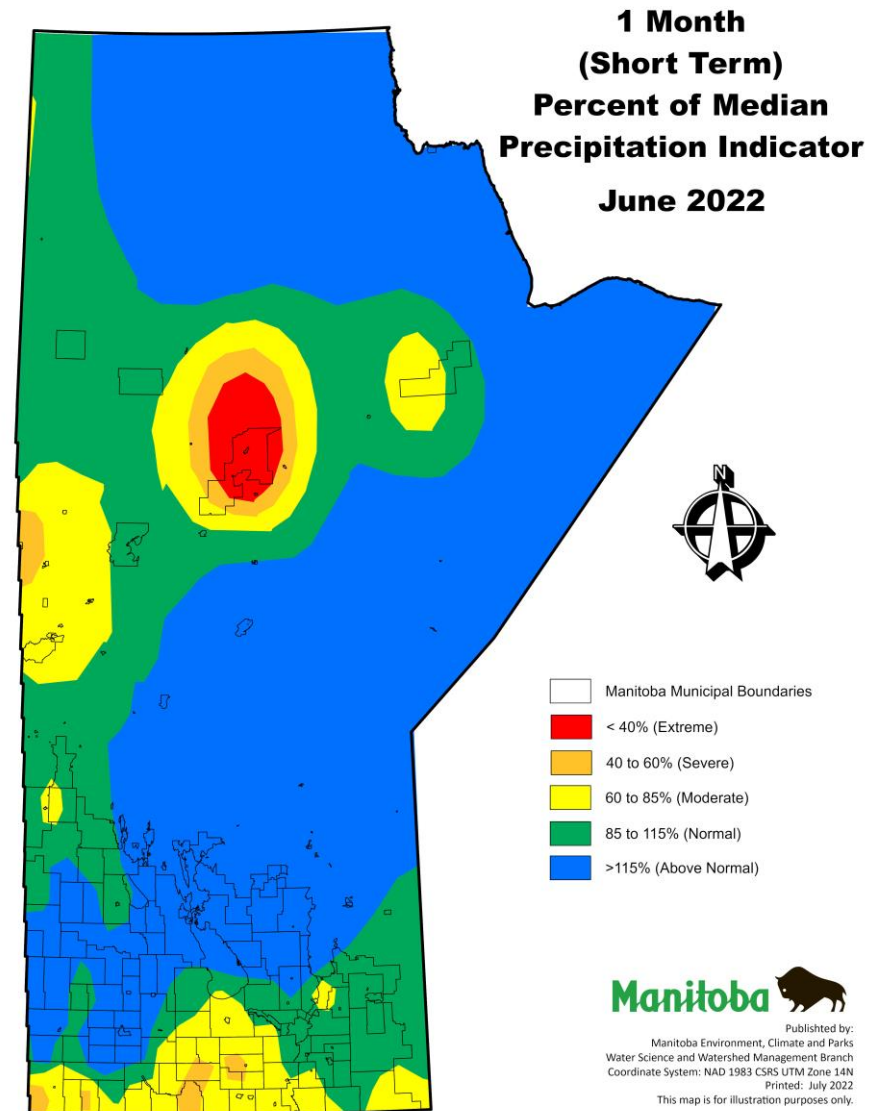 1 Month
(Short Term)
Percent of Median
Precipitation Indicator
June 2022
N
Manitoba Municipal Boundaries
< 40% (Extreme)
40 to 60% (Severe)
60 to 85% (Moderate)
85 to 115% (Normal)
>115% (Above Normal)
Manitoba
Publishted by:
Manitoba Environment, Climate and Parks
Water Science and Watershed Management Branch
Coordinate System: NAD 1983 CSRS UTM Zone 14N
Printed: July 2022
This map is for illustration purposes only.